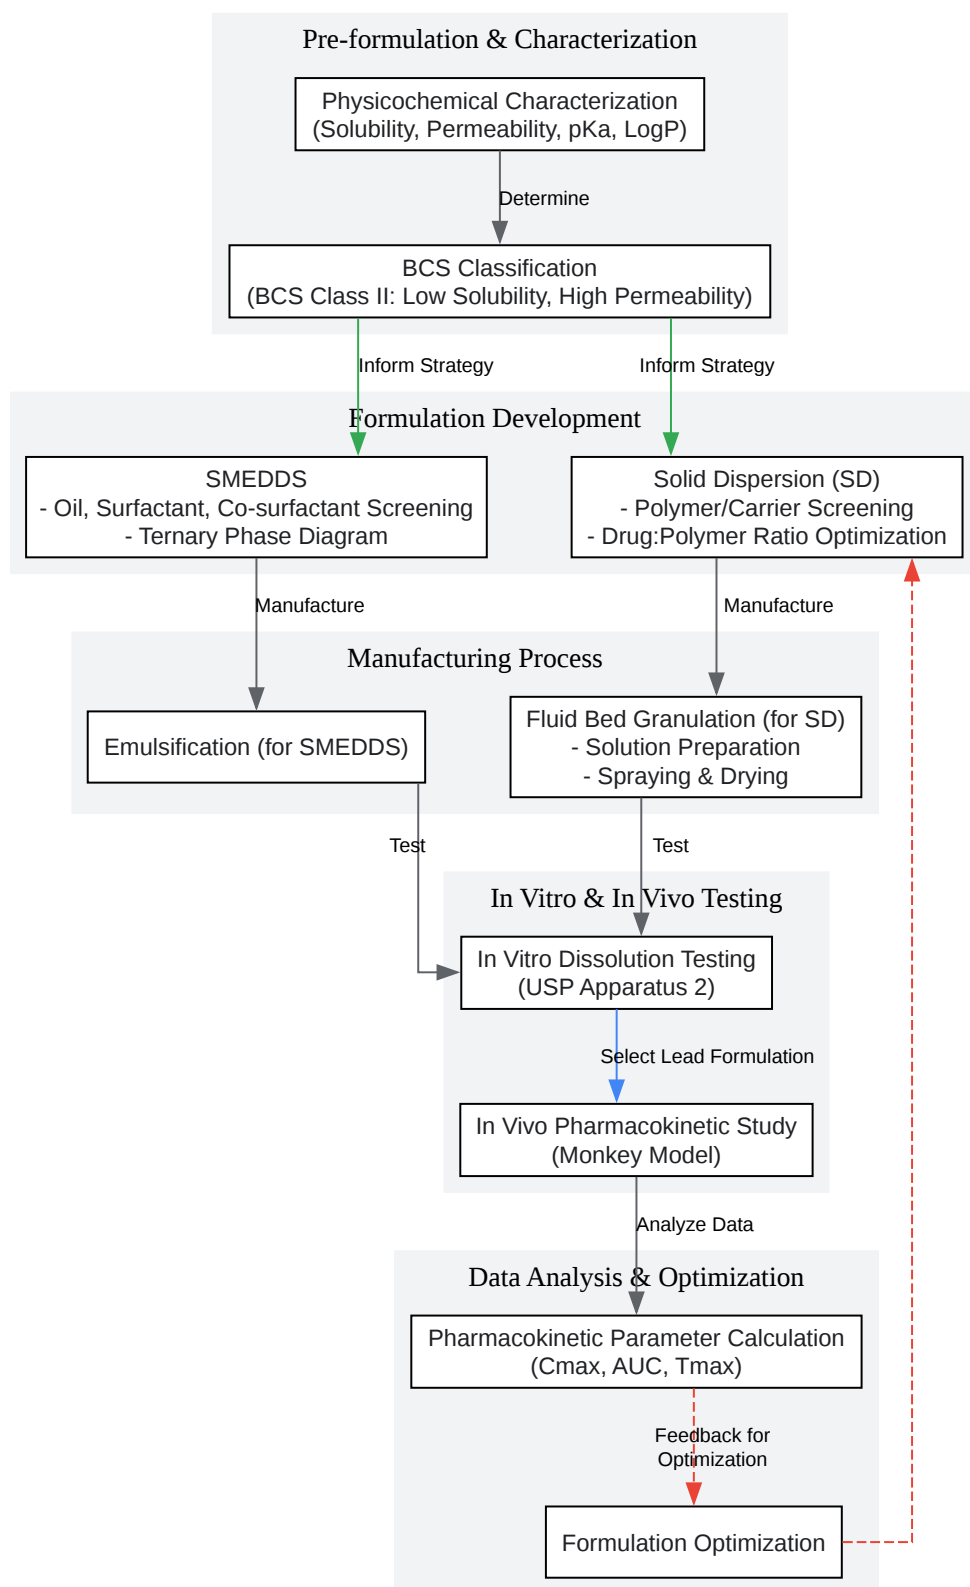 Pre-formulation & Characterization
Physicochemical Characterization
(Solubility, Permeability, pKa, LogP)
Determine
BCS Classification
(BCS Class II: Low Solubility, High Permeability)
Inform Strategy
Inform Strategy
Formulation Development
SMEDDS
- Oil, Surfactant, Co-surfactant Screening
- Ternary Phase Diagram
Solid Dispersion (SD)
- Polymer/Carrier Screening
- Drug:Polymer Ratio Optimization
Manufacture
Manufacture
Manufacturing Process
Emulsification (for SMEDDS)
Fluid Bed Granulation (for SD)
- Solution Preparation
- Spraying & Drying
Test
Test
In Vitro & In Vivo Testing
In Vitro Dissolution Testing
(USP Apparatus 2)
Select Lead Formulation
In Vivo Pharmacokinetic Study
(Monkey Model)
Analyze Data
Data Analysis & Optimization
Pharmacokinetic Parameter Calculation
(Cmax, AUC, Tmax)
Feedback for
Optimization
Formulation Optimization